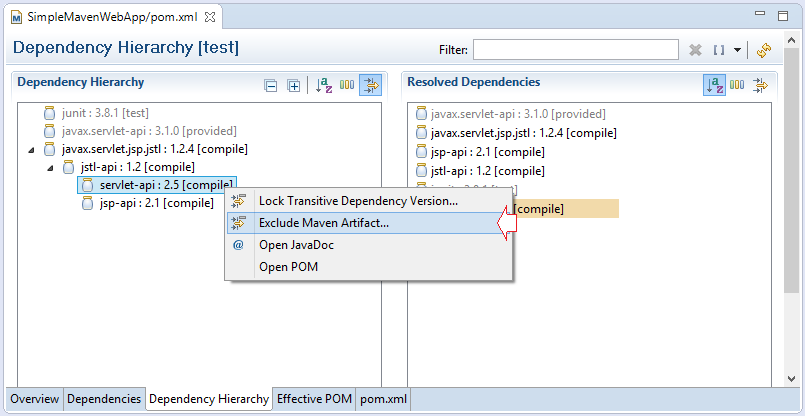 SimpleMavenWebApp/pom.xml
Dependency Hierarchy [test]
Filter:
Dependency Hierarchy
junit : 3.8.1 [test]
javax.servlet-api : 3.1.0 [provided]
javax.servlet.jsp.jstl : 1.2.4 [compile]
jstl-api : 1.2 [compile]
servlet-api : 2.5 [compile]
jsp-api : 2.1 [compile]
Resolved Dependencies
javax.servlet-api : 3.1.0 [provided]
javax.servlet.jsp.jstl : 1.2.4 [compile]
jsp-api : 2.1 [compile]
jstl-api : 1.2 [compile]
[compile]
Lock Transitive Dependency Version...
Exclude Maven Artifact...
@ Open JavaDoc
Open POM
Overview Dependencies Dependency Hierarchy Effective POM pom.xml